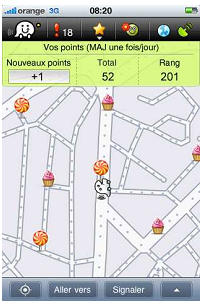 orange 3G 08:20
18
Vos points (MAJ une fois/jour)
Nouveaux points Total Rang
+1 52 201
Aller vers Signaler